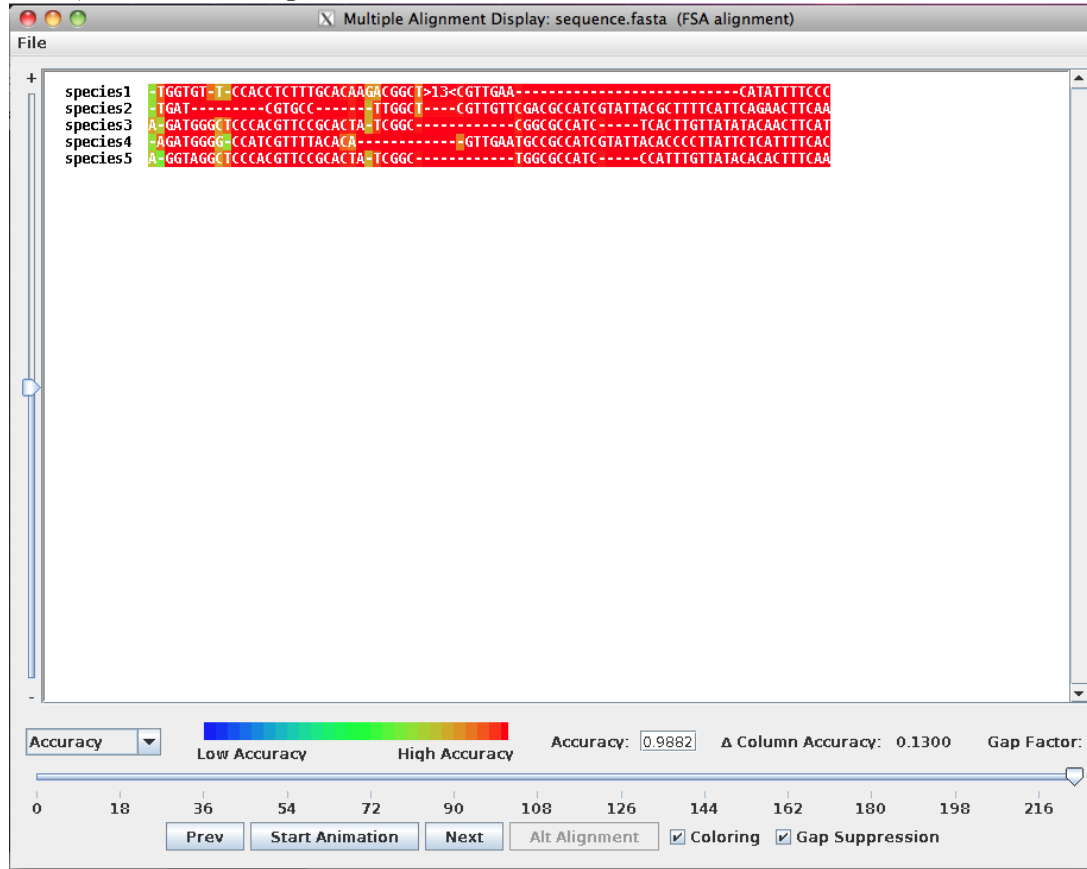 Multiple Alignment Display: sequence.fasta (FSA alignment)
File
+
species1 -TGGTGT-T-CCACCTCTTTGCACAAGACGGCT>13<CGTTGAA---------------------------CATATTTTCCC
species2 -TGAT---------CGTGCC-------TTGGCT----CGTTGTTCGACGCCATCGTATTACGCTTTTCATTCAGAACTTCAA
species3 A-GATGGGCTCCCACGTTCCGCACTA-TCGGC------------CGGCGCCATC-----TCACTTGTTATATACAACTTCAT
species4 -AGATGGGG-CCATCGTTTTACACA-------------GTTGAATGCCGCCATCGTATTACACCCCTTATTCTCATTTTCAC
species5 A-GGTAGGCTCCCACGTTCCGCACTA-TCGGC------------TGGCGCCATC-----CCATTTGTTATACACACTTTCAA
-
Accuracy
Low Accuracy High Accuracy
Accuracy: 0.9882 Δ Column Accuracy: 0.1300 Gap Factor:
0 18 36 54 72 90 108 126 144 162 180 198 216
Prev Start Animation Next Alt Alignment Coloring Gap Suppression